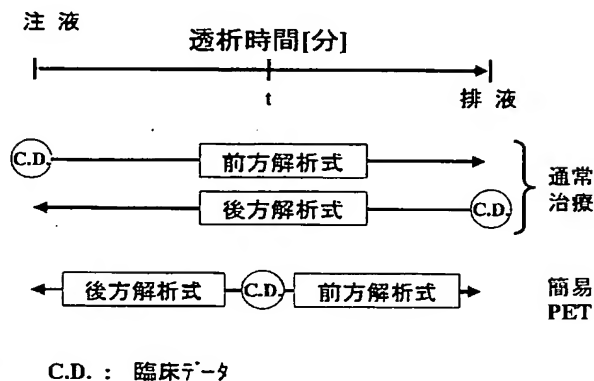 注 液
透析時間[分]
t
排 液
C.D.
前方解析式
後方解析式
C.D.
通常
治療
後方解析式
C.D.
前方解析式
簡易
PET
C.D. : 臨床データ